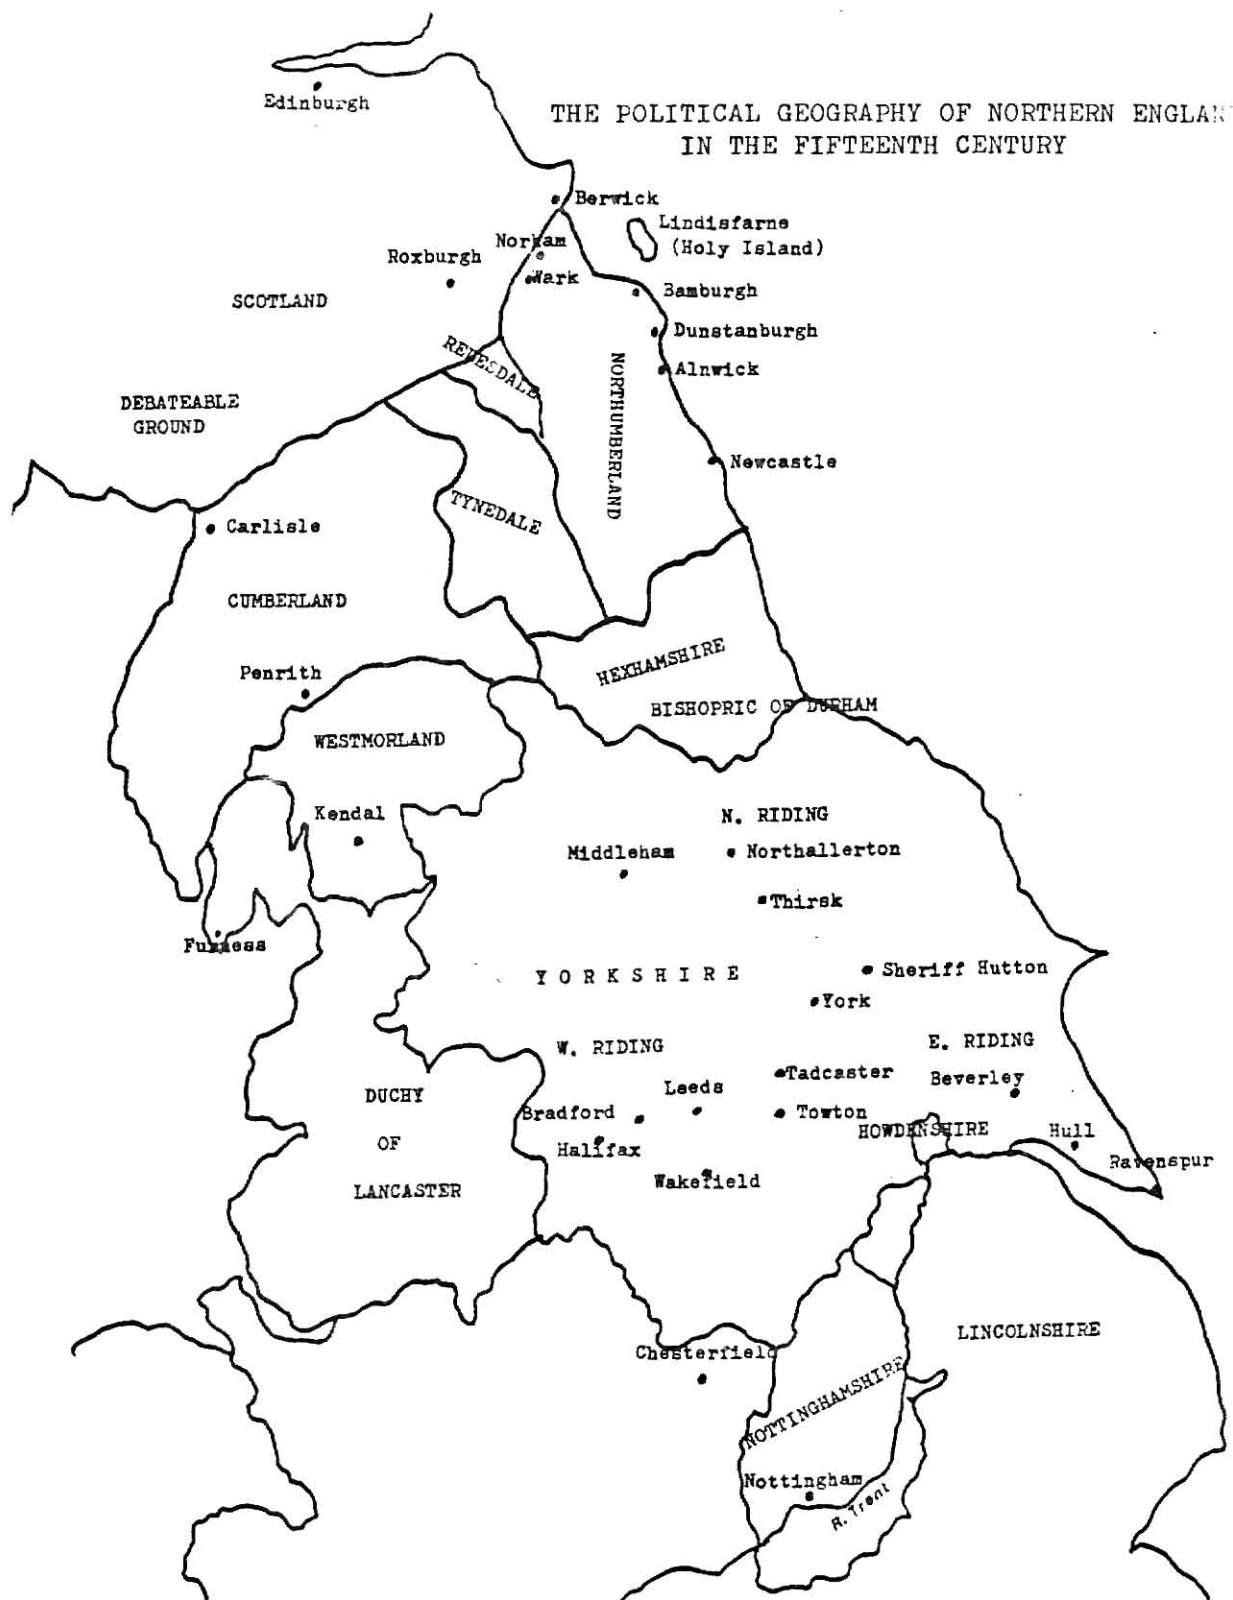 THE POLITICAL GEOGRAPHY OF NORTHERN ENGLAN
IN THE FIFTEENTH CENTURY
Edinburgh
Berwick
Lindisfarne
(Holy Island)
Norham
Roxburgh
Wark
Bamburgh
SCOTLAND
Dunstanburgh
REDESDALE
Alnwick
NORTHUMBERLAND
DEBATEABLE
GROUND
Newcastle
TYNEDALE
Carlisle
CUMBERLAND
HEXHAMSHIRE
Penrith
BISHOPRIC OF DURHAM
WESTMORLAND
Kendal
N. RIDING
Middleham
Northallerton
Thirsk
Furness
YORKSHIRE
Sheriff Hutton
York
W. RIDING
E. RIDING
Tadcaster
Beverley
Leeds
DUCHY
OF
LANCASTER
Bradford
Towton
HOWDENSHIRE
Hull
Halifax
Ravenspur
Wakefield
LINCOLNSHIRE
Chesterfield
NOTTINGHAMSHIRE
Nottingham
R. Trent